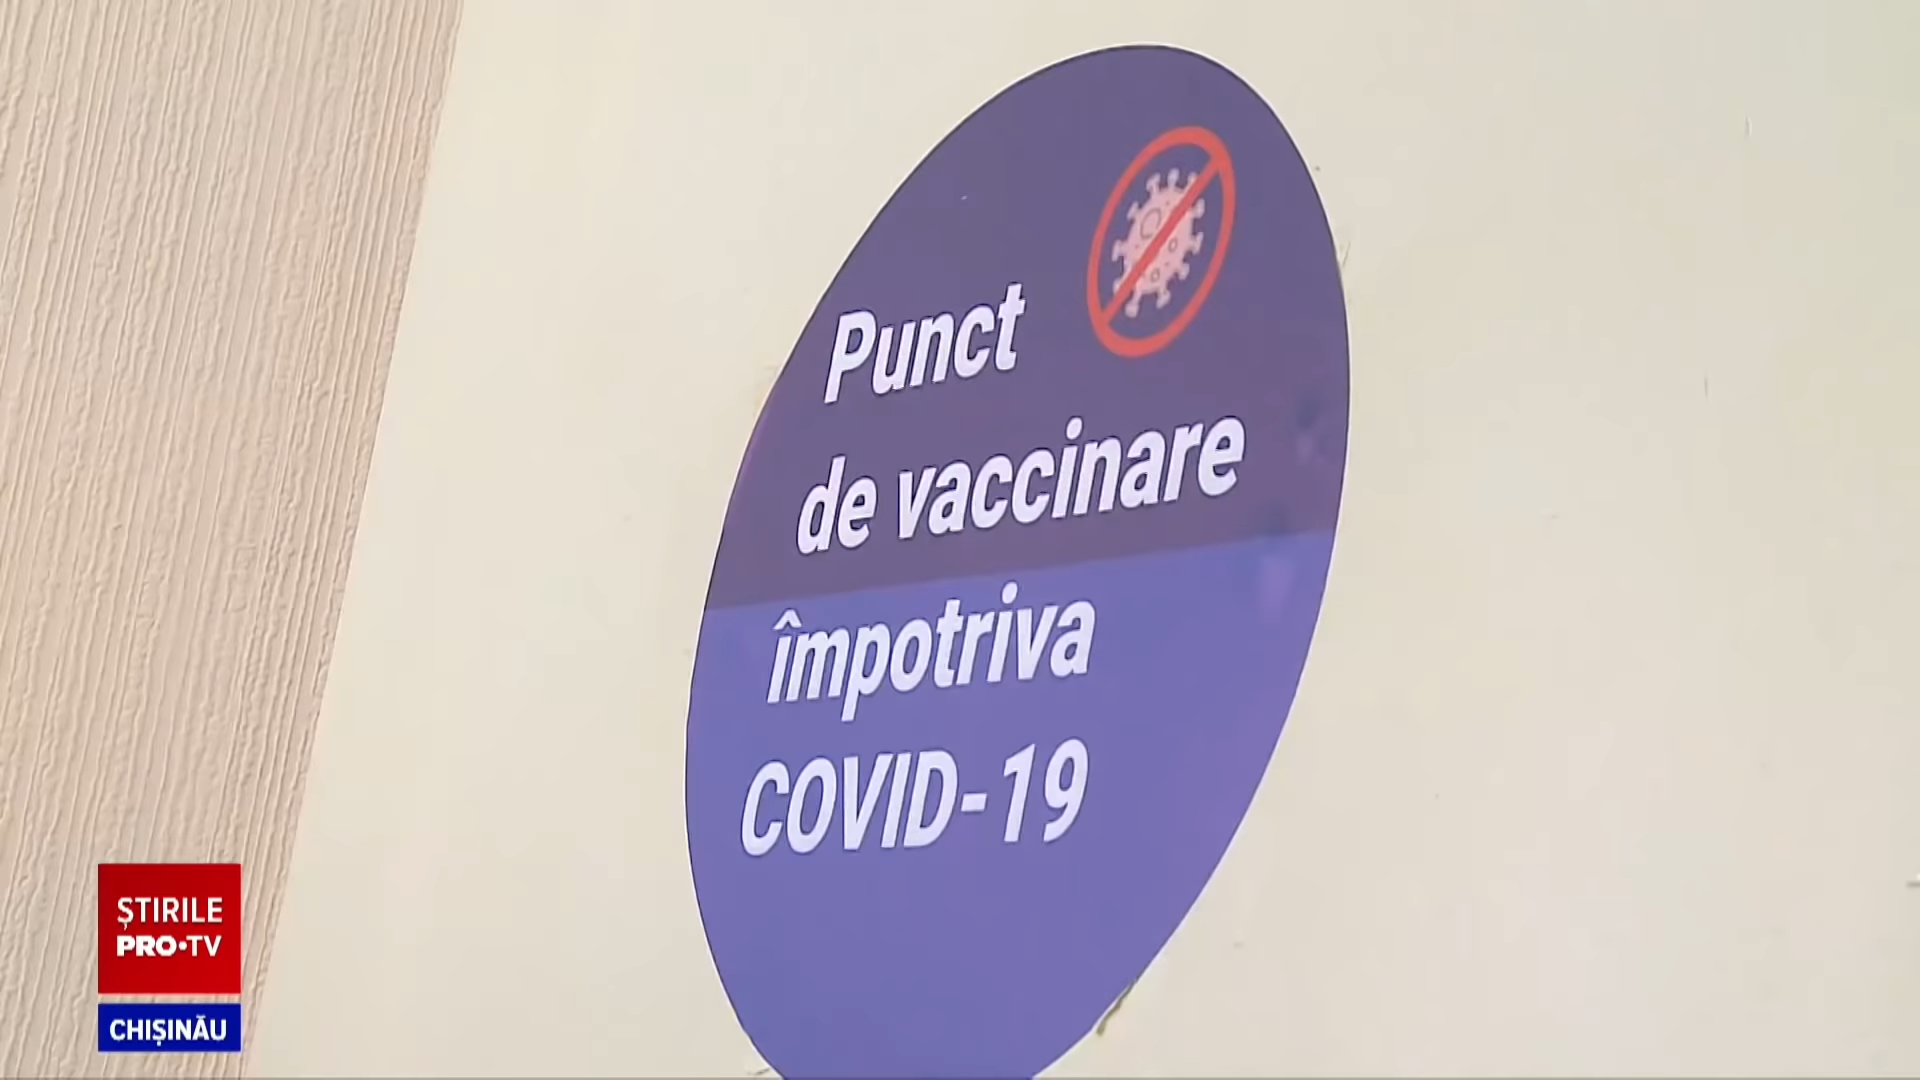 Punct
de vaccinare
împotriva
COVID-19
ȘTIRILE
PRO•TV
CHIȘINĂU